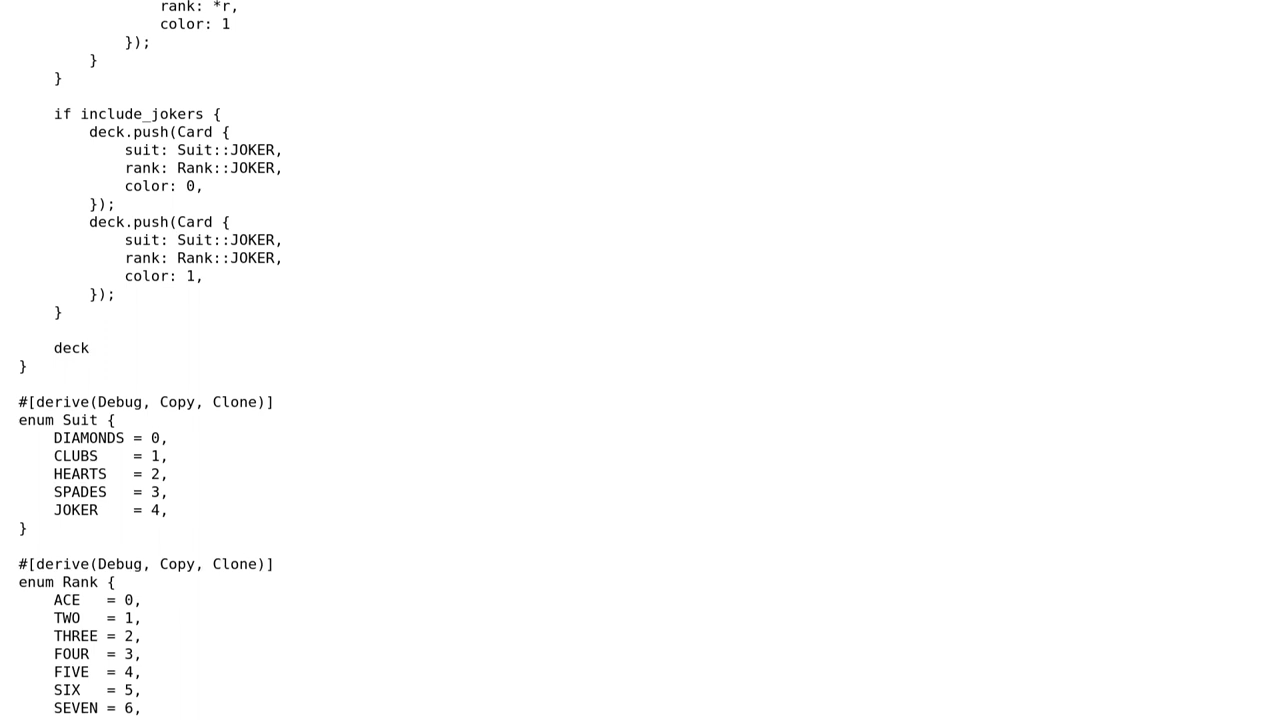 rank: *r,
                color: 1
            });
        }
    }

    if include_jokers {
        deck.push(Card {
            suit: Suit::JOKER,
            rank: Rank::JOKER,
            color: 0,
        });
        deck.push(Card {
            suit: Suit::JOKER,
            rank: Rank::JOKER,
            color: 1,
        });
    }

    deck
}

#[derive(Debug, Copy, Clone)]
enum Suit {
    DIAMONDS = 0,
    CLUBS    = 1,
    HEARTS   = 2,
    SPADES   = 3,
    JOKER    = 4,
}

#[derive(Debug, Copy, Clone)]
enum Rank {
    ACE   = 0,
    TWO   = 1,
    THREE = 2,
    FOUR  = 3,
    FIVE  = 4,
    SIX   = 5,
    SEVEN = 6,